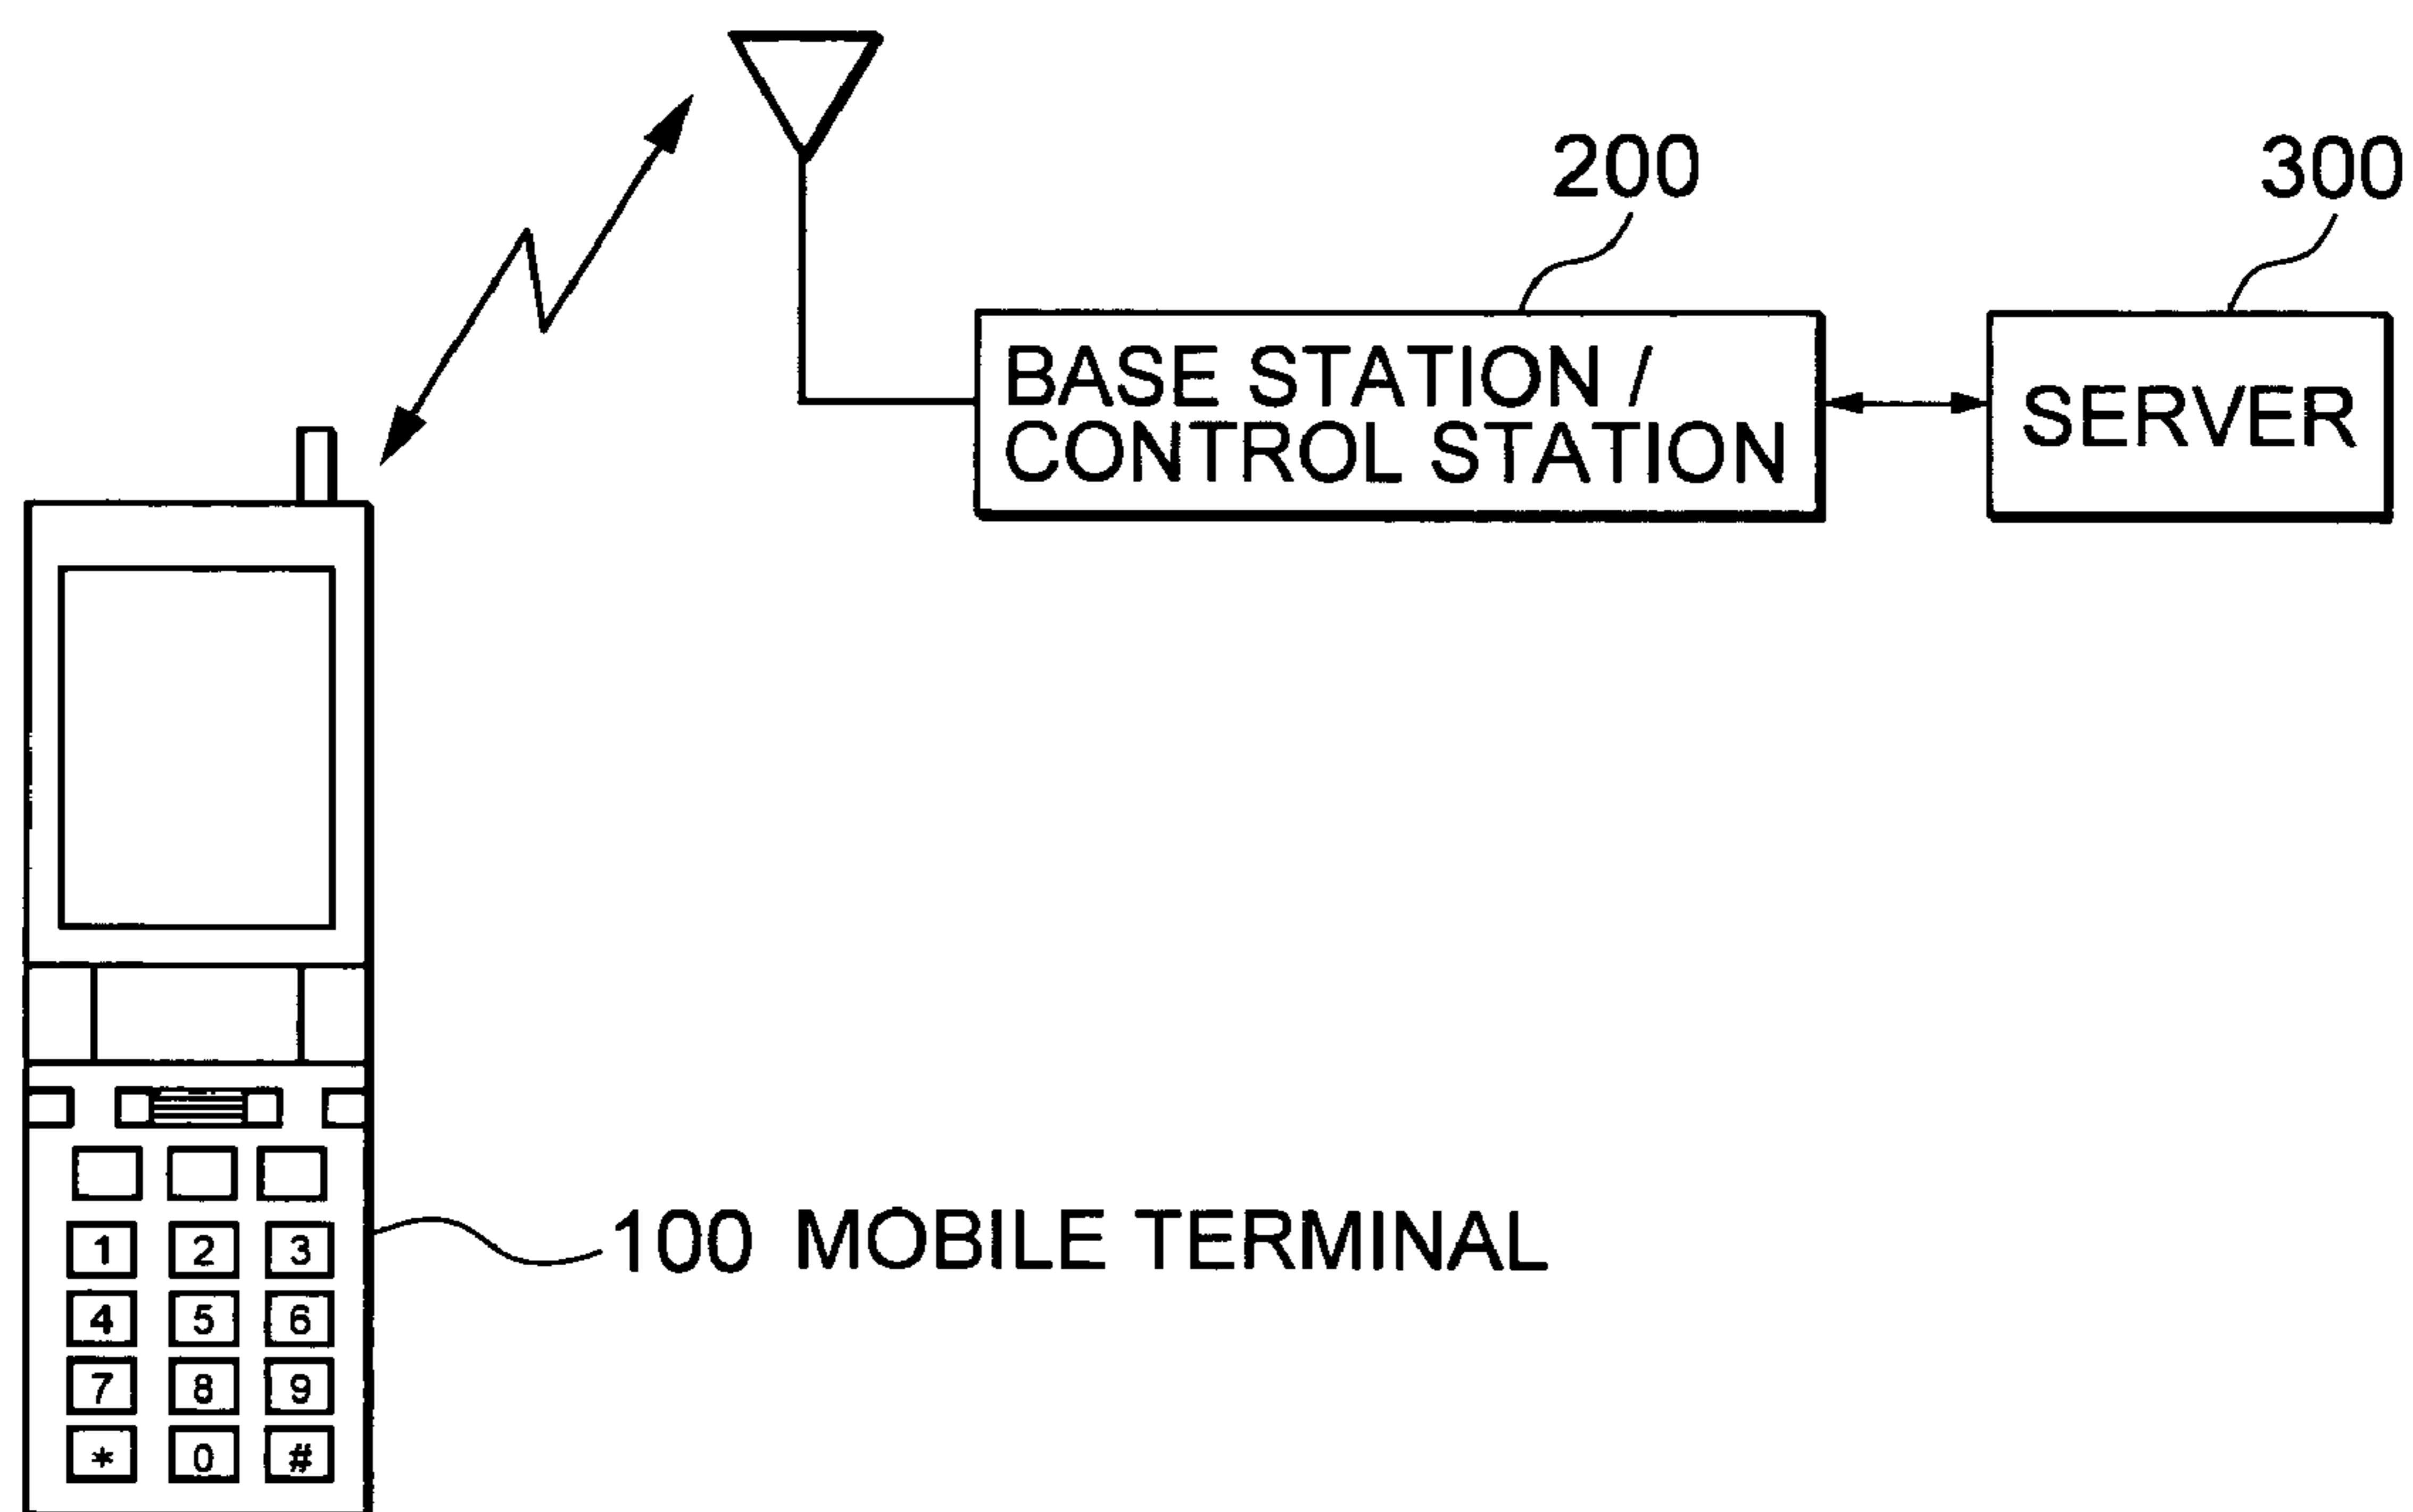 200
300
BASE STATION /
CONTROL STATION
SERVER
100 MOBILE TERMINAL
1 2 3
4 5 6
7 8 9
* 0 #